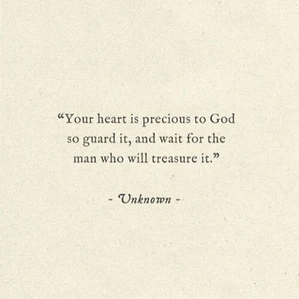 “Your heart is precious to God
so guard it, and wait for the
man who will treasure it.”
- Unknown -